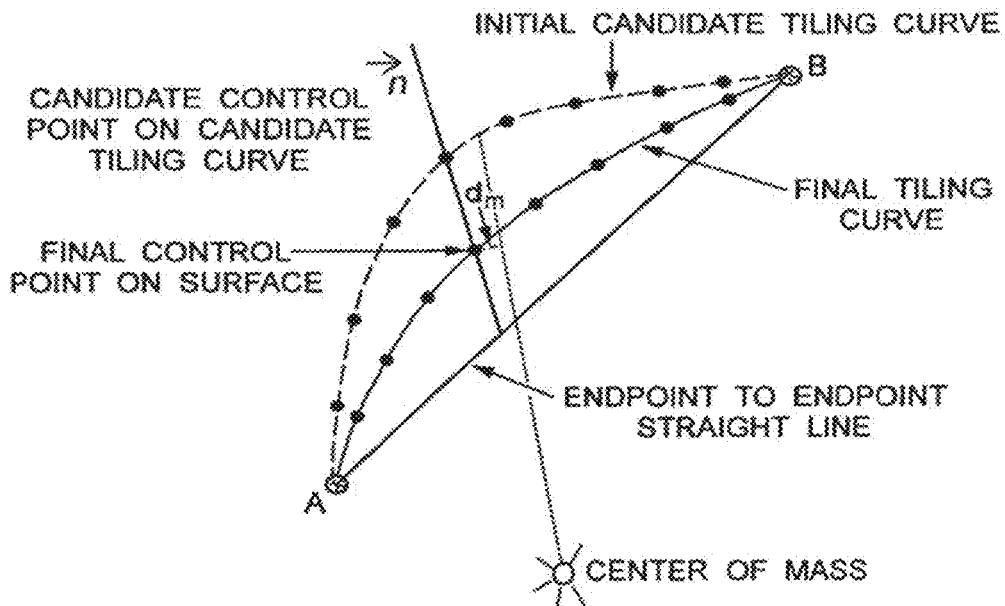 INITIAL CANDIDATE TILING CURVE
n
B
CANDIDATE CONTROL
POINT ON CANDIDATE
TILING CURVE
dm
FINAL TILING
CURVE
FINAL CONTROL
POINT ON SURFACE
ENDPOINT TO ENDPOINT
STRAIGHT LINE
A
CENTER OF MASS